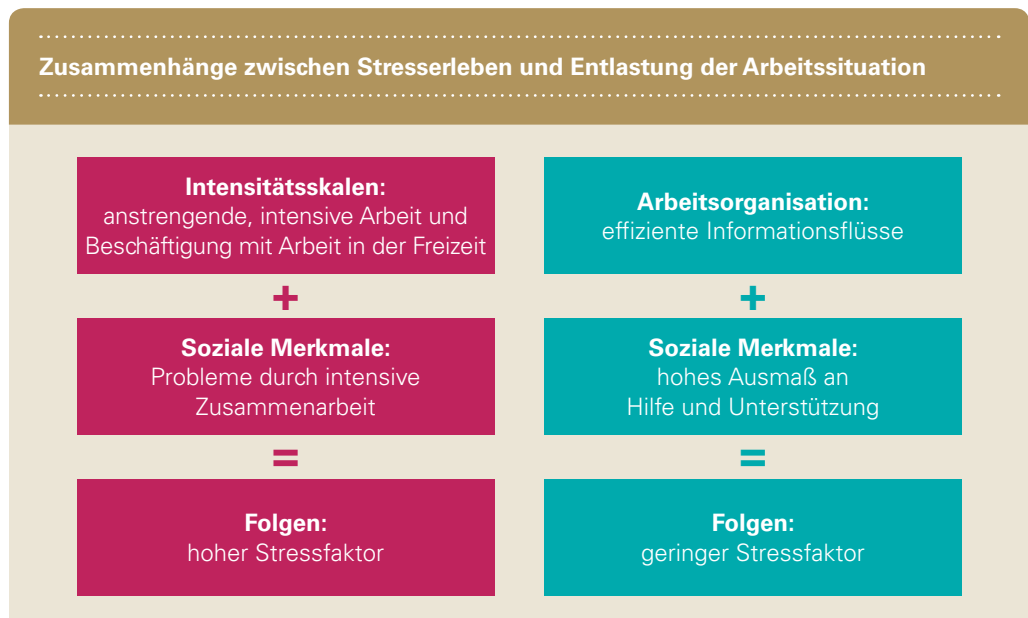 Zusammenhänge zwischen Stresserleben und Entlastung der Arbeitssituation
Intensitätsskalen:
anstrengende, intensive Arbeit und
Beschäftigung mit Arbeit in der Freizeit
+
Soziale Merkmale:
Probleme durch intensive
Zusammenarbeit
=
Folgen:
hoher Stressfaktor
Arbeitsorganisation:
effiziente Informationsflüsse
+
Soziale Merkmale:
hohes Ausmaß an
Hilfe und Unterstützung
=
Folgen:
geringer Stressfaktor